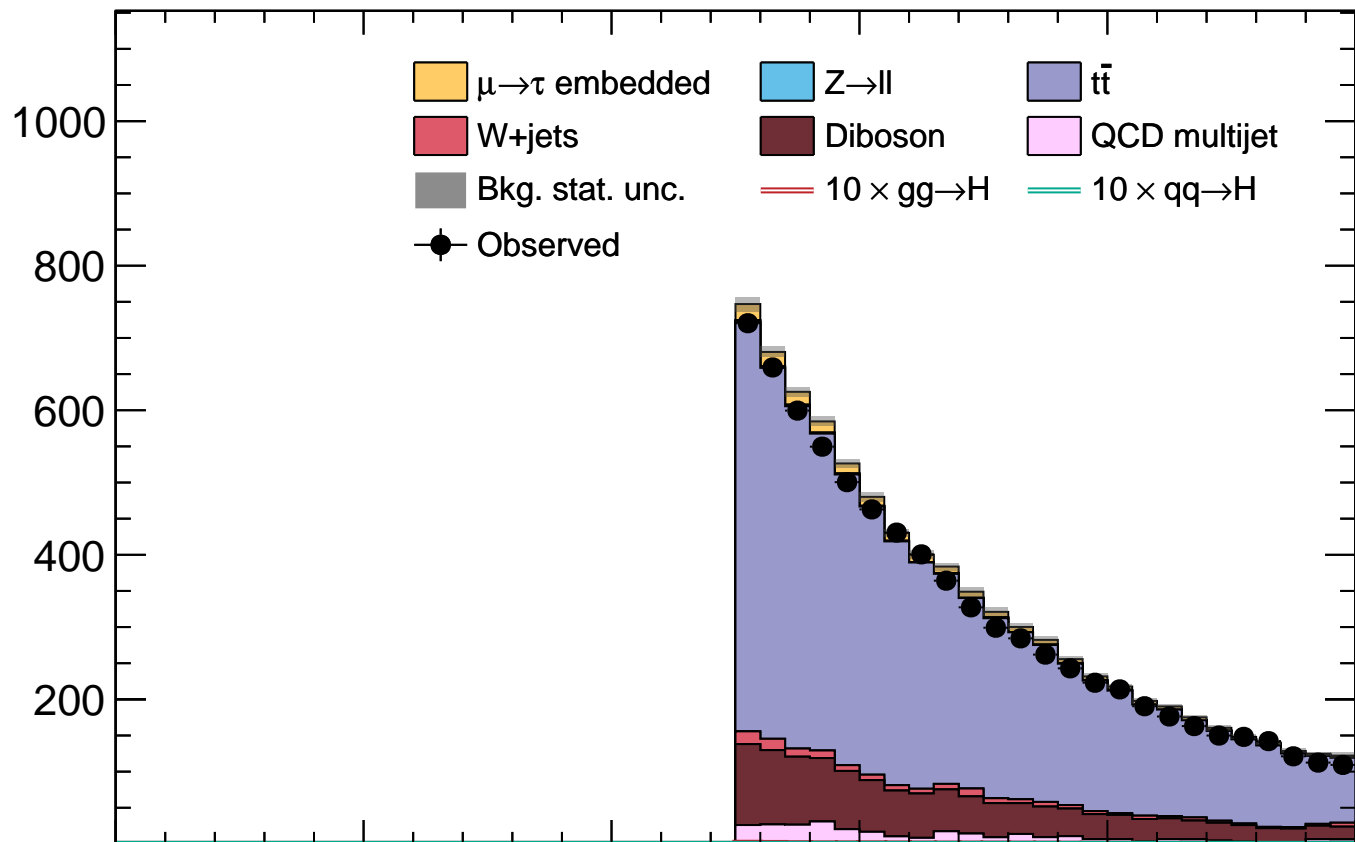 μ→τ embedded Z→ll tt̄
1000
W+jets Diboson QCD multijet
Bkg. stat. unc. 10 × gg→H 10 × qq→H
Observed
800
600
400
200